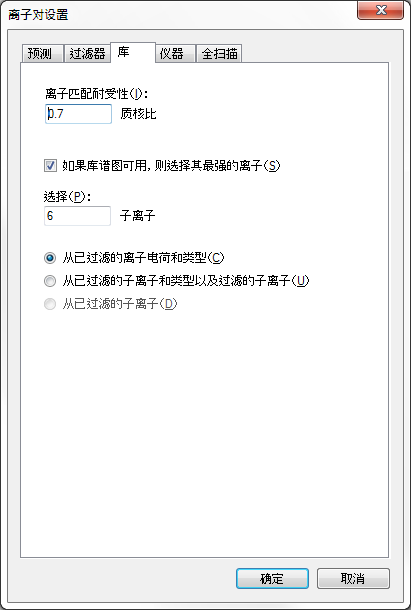 离子对设置
预测 过滤器 库 仪器 全扫描
离子匹配耐受性(I):
0.7 质核比
如果库谱图可用, 则选择其最强的离子(S)
选择(P):
6 子离子
从已过滤的离子电荷和类型(C)
从已过滤的子离子和类型以及过滤的子离子(U)
从已过滤的子离子(D)
确定 取消